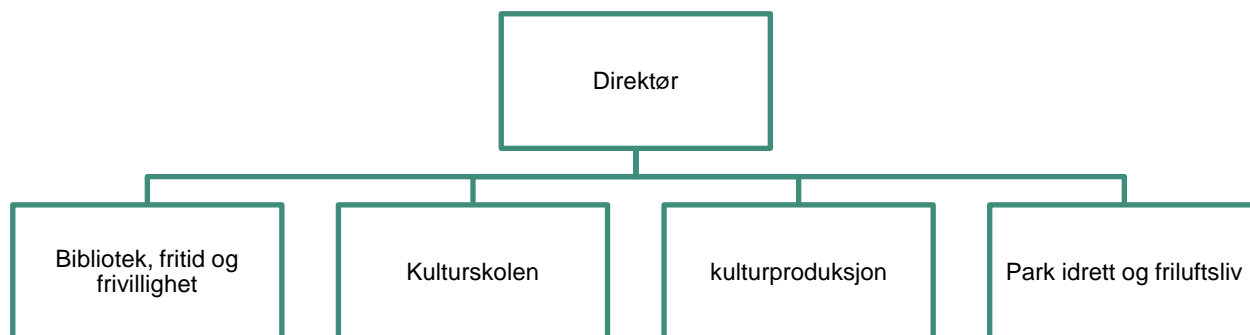 Direktør
Bibliotek, fritid og
frivillighet
Kulturskolen
kulturproduksjon
Park idrett og friluftsliv